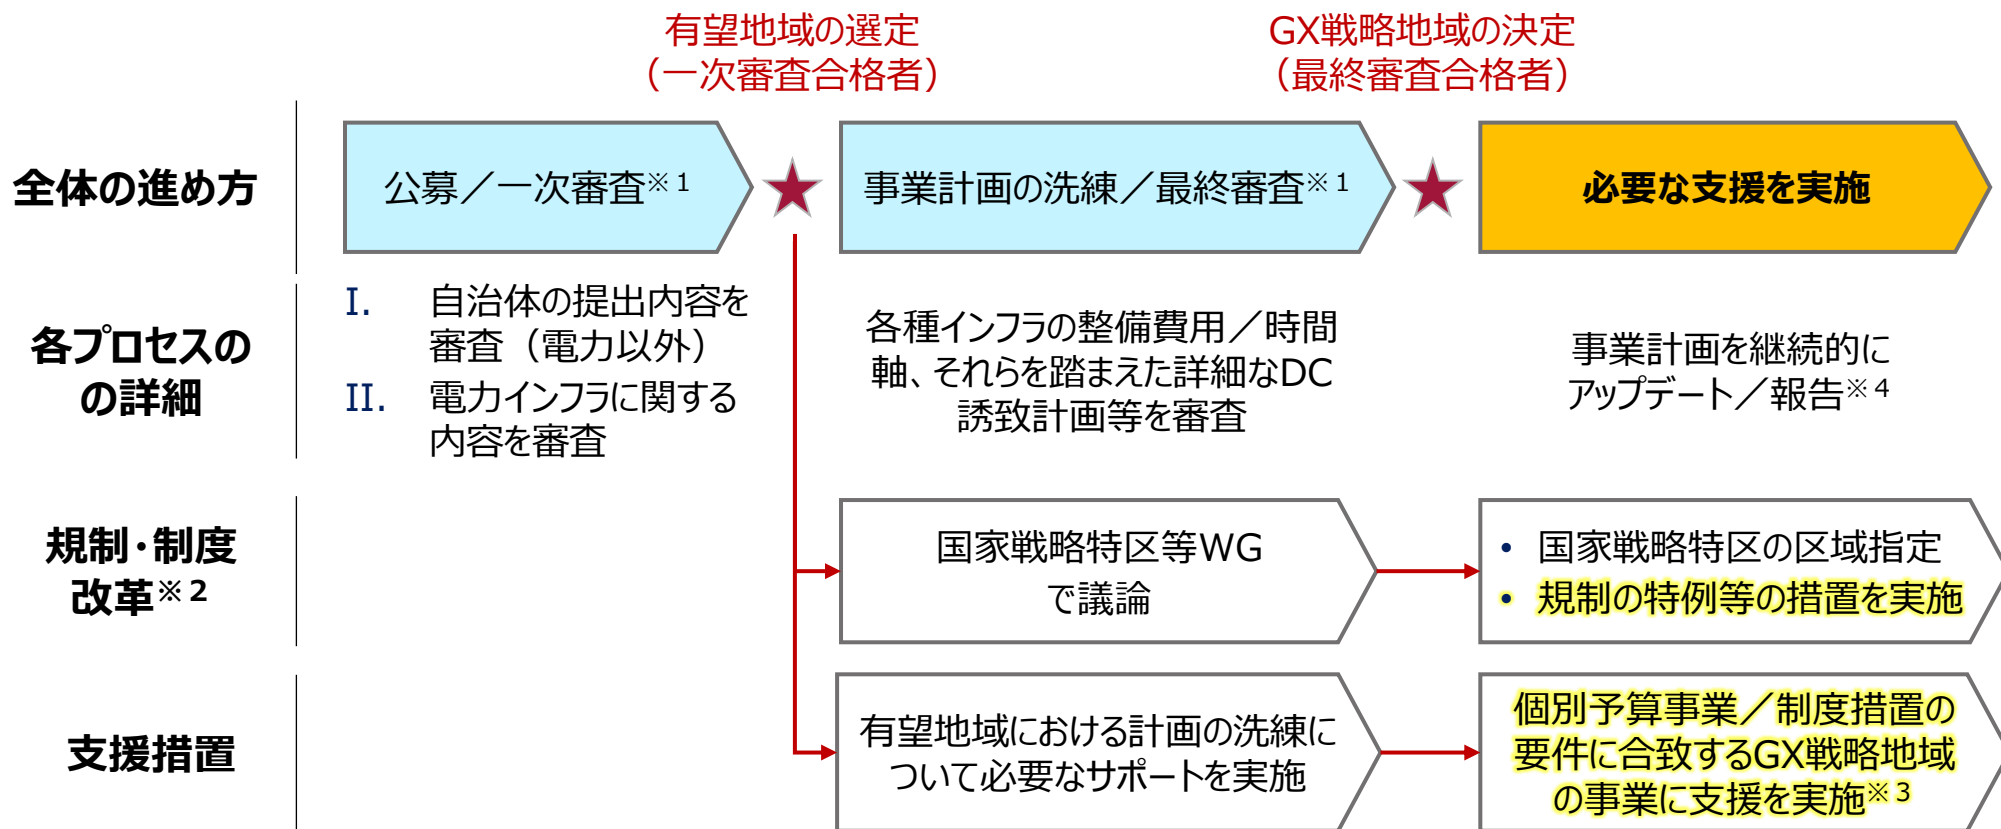 有望地域の選定
（一次審査合格者）
GX戦略地域の決定
（最終審査合格者）
全体の進め方
公募／一次審査※1
事業計画の洗練／最終審査※1
必要な支援を実施
各プロセスの
の詳細
I. 自治体の提出内容を
審査（電力以外）
II. 電力インフラに関する
内容を審査
各種インフラの整備費用／時間
軸、それらを踏まえた詳細なDC
誘致計画等を審査
事業計画を継続的に
アップデート／報告※4
規制・制度
改革※2
国家戦略特区等WG
で議論
• 国家戦略特区の区域指定
• 規制の特例等の措置を実施
支援措置
有望地域における計画の洗練に
ついて必要なサポートを実施
個別予算事業／制度措置の
要件に合致するGX戦略地域
の事業に支援を実施※3